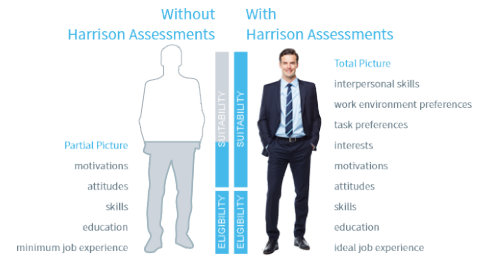 Without
Harrison Assessments
With
Harrison Assessments
Partial Picture
motivations
attitudes
skills
education
minimum job experience
SUITABILITY
ELIGIBILITY
SUITABILITY
ELIGIBILITY
Total Picture
interpersonal skills
work environment preferences
task preferences
interests
motivations
attitudes
skills
education
ideal job experience